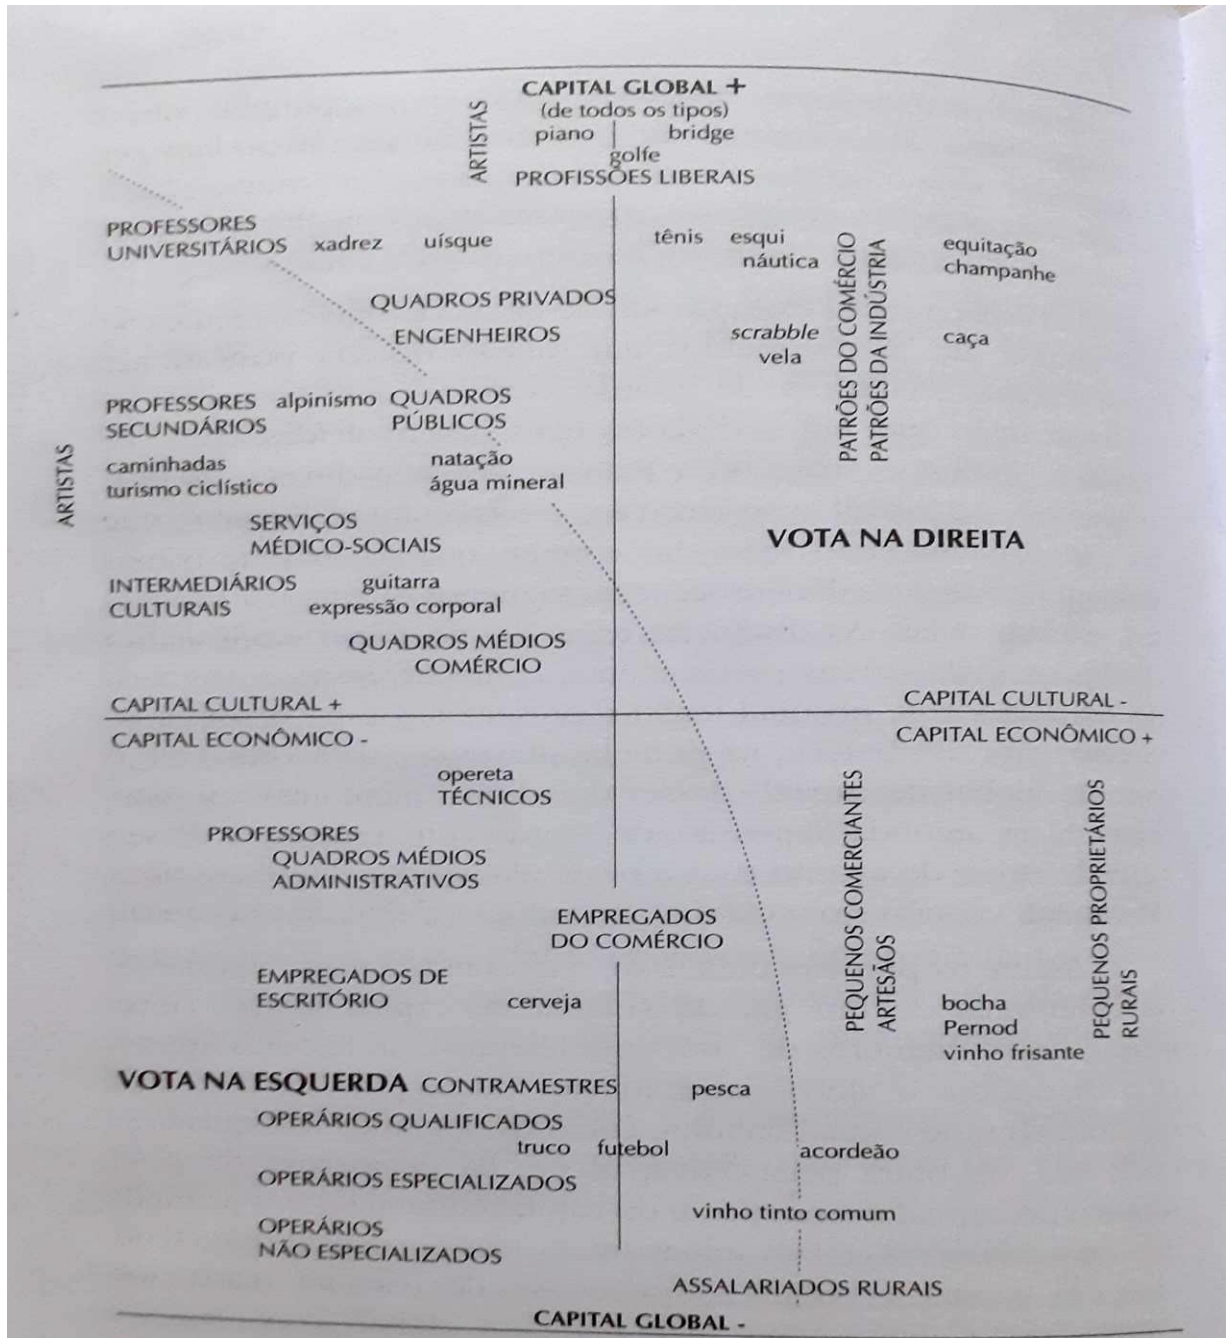 CAPITAL GLOBAL +
(de todos os tipos)
ARTISTAS
piano bridge
golfe
PROFISSÕES LIBERAIS
PROFESSORES
UNIVERSITÁRIOS xadrez uísque
tênis esqui
náutica
PATRÕES DO COMÉRCIO
PATRÕES DA INDÚSTRIA
equitação
champanhe
QUADROS PRIVADOS
ENGENHEIROS
scrabble
vela
caça
PROFESSORES alpinismo QUADROS
SECUNDÁRIOS PÚBLICOS
ARTISTAS
caminhadas natação
turismo ciclístico água mineral
SERVIÇOS
MÉDICO-SOCIAIS
VOTA NA DIREITA
INTERMEDIÁRIOS guitarra
CULTURAIS expressão corporal
QUADROS MÉDIOS
COMÉRCIO
CAPITAL CULTURAL + CAPITAL CULTURAL -
CAPITAL ECONÔMICO - CAPITAL ECONÔMICO +
opereta
TÉCNICOS
PROFESSORES
QUADROS MÉDIOS
ADMINISTRATIVOS
PEQUENOS COMERCIANTES
ARTESÃOS
PEQUENOS PROPRIETÁRIOS
RURAIS
EMPREGADOS
DO COMÉRCIO
EMPREGADOS DE
ESCRITÓRIO cerveja
bocha
Pernod
vinho frisante
VOTA NA ESQUERDA CONTRAMESTRES pesca
OPERÁRIOS QUALIFICADOS
truco futebol acordeão
OPERÁRIOS ESPECIALIZADOS
vinho tinto comum
OPERÁRIOS
NÃO ESPECIALIZADOS
ASSALARIADOS RURAIS
CAPITAL GLOBAL -